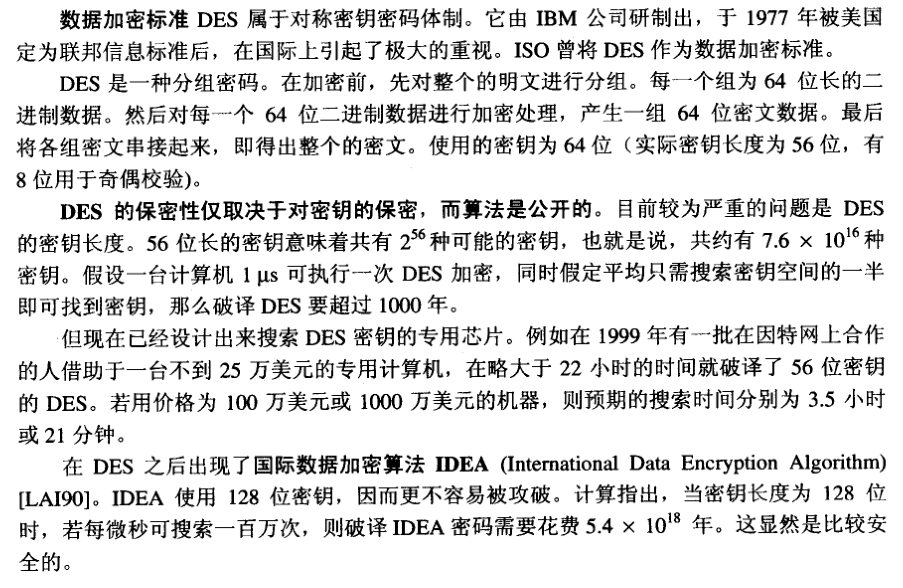 数据加密标准 DES 属于对称密钥密码体制。它由 IBM 公司研制出，于 1977 年被美国
定为联邦信息标准后，在国际上引起了极大的重视。ISO 曾将 DES 作为数据加密标准。
DES 是一种分组密码。在加密前，先对整个的明文进行分组。每一个组为 64 位长的二
进制数据。然后对每一个 64 位二进制数据进行加密处理，产生一组 64 位密文数据。最后
将各组密文串接起来，即得出整个的密文。使用的密钥为 64 位（实际密钥长度为 56 位，有
8 位用于奇偶校验)。
DES 的保密性仅取决于对密钥的保密，而算法是公开的。目前较为严重的问题是 DES
的密钥长度。56 位长的密钥意味着共有 2⁵⁶ 种可能的密钥，也就是说，共约有 7.6 × 10¹⁶ 种
密钥。假设一台计算机 1 μs 可执行一次 DES 加密，同时假定平均只需搜索密钥空间的一半
即可找到密钥，那么破译 DES 要超过 1000 年。
但现在已经设计出来搜索 DES 密钥的专用芯片。例如在 1999 年有一批在因特网上合作
的人借助于一台不到 25 万美元的专用计算机，在略大于 22 小时的时间就破译了 56 位密钥
的 DES。若用价格为 100 万美元或 1000 万美元的机器，则预期的搜索时间分别为 3.5 小时
或 21 分钟。
在 DES 之后出现了国际数据加密算法 IDEA (International Data Encryption Algorithm)
[LAI90]。IDEA 使用 128 位密钥，因而更不容易被攻破。计算指出，当密钥长度为 128 位
时，若每微秒可搜索一百万次，则破译 IDEA 密码需要花费 5.4 × 10¹⁸ 年。这显然是比较安
全的。